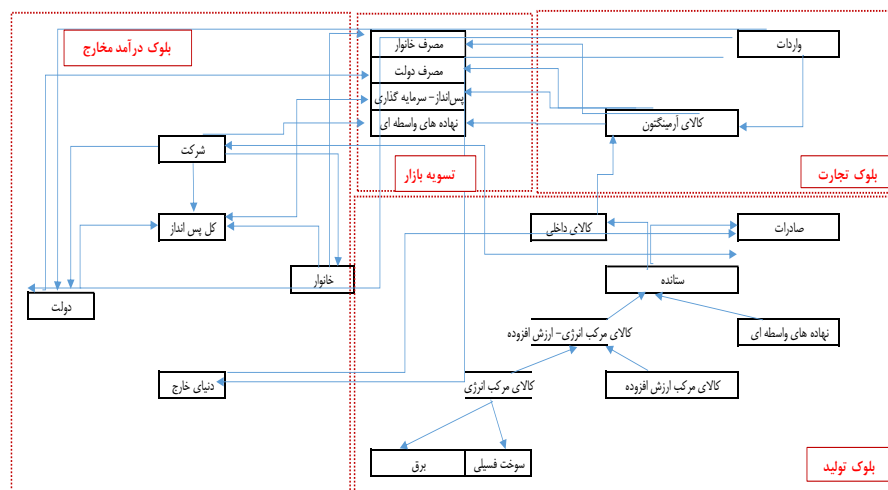 واردات
مصرف خانوار
بلوک درآمد مخارج
مصرف دولت
پس‌انداز- سرمایه گذاری
کالای آرمینگتون
نهاده های واسطه ای
شرکت
بلوک تجارت
تسویه بازار
صادرات
کالای داخلی
کل پس انداز
ستانده
خانوار
دولت
نهاده های واسطه ای
کالای مرکب انرژی- ارزش افزوده
کالای مرکب ارزش افزوده
کالای مرکب انرژی
دنیای خارج
سوخت فسیلی
برق
بلوک تولید